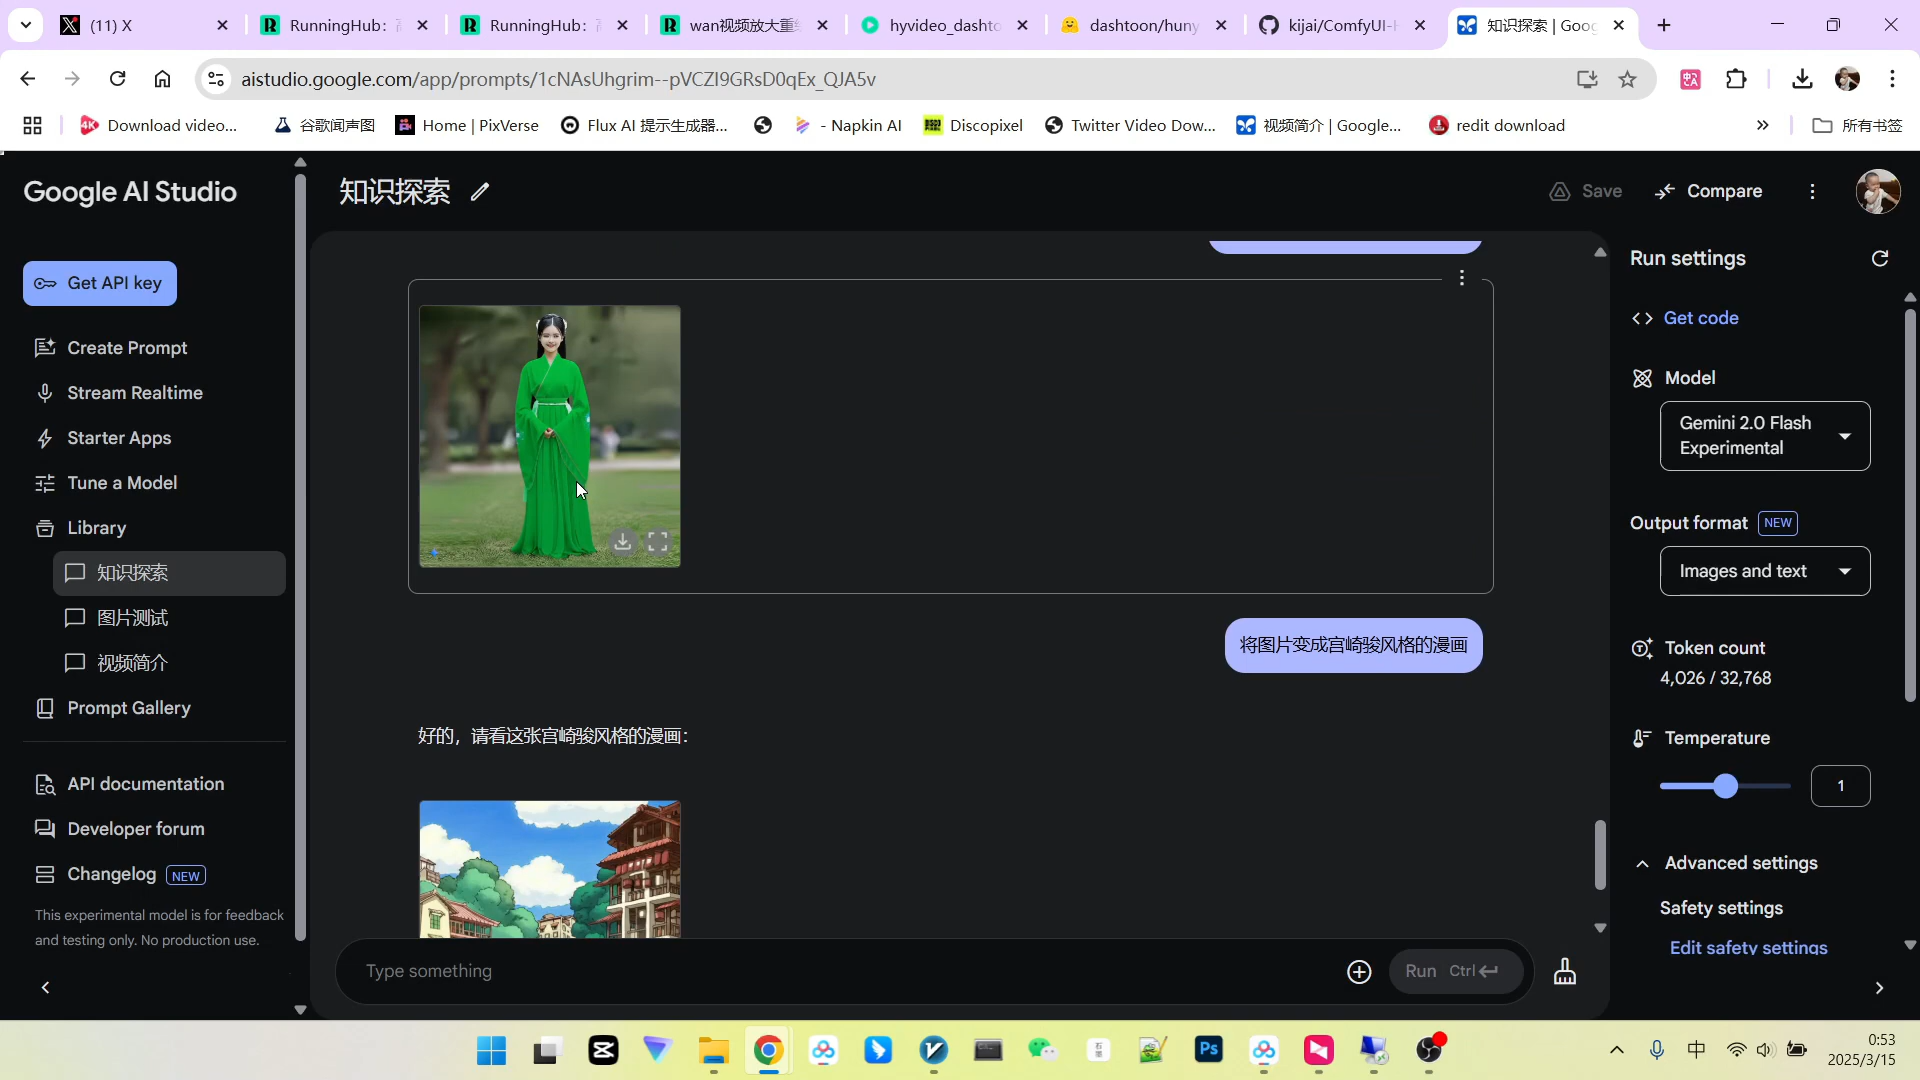 (11) X
RunningHub:
RunningHub:
wan视频放大重
hyvideo_dashto
dashtoon/huny
kijai/ComfyUI-H
知识探索 | Goog
aistudio.google.com/app/prompts/1cNAsUhgrim--pVCZI9GRsD0qEx_QJA5v
Download video...
谷歌闻声图
Home | PixVerse
Flux AI 提示生成器...
- Napkin AI
Discopixel
Twitter Video Dow...
视频简介 | Google...
redit download
所有书签
Google AI Studio
知识探索
Save
Compare
Get API key
Create Prompt
Stream Realtime
Starter Apps
Tune a Model
Library
知识探索
图片测试
视频简介
Prompt Gallery
API documentation
Developer forum
Changelog NEW
This experimental model is for feedback
and testing only. No production use.
将图片变成宫崎骏风格的漫画
好的，请看这张宫崎骏风格的漫画：
Type something
Run Ctrl
Run settings
Get code
Model
Gemini 2.0 Flash
Experimental
Output format NEW
Images and text
Token count
4,026 / 32,768
Temperature
1
Advanced settings
Safety settings
Edit safety settings
Ps
中
0:53
2025/3/15